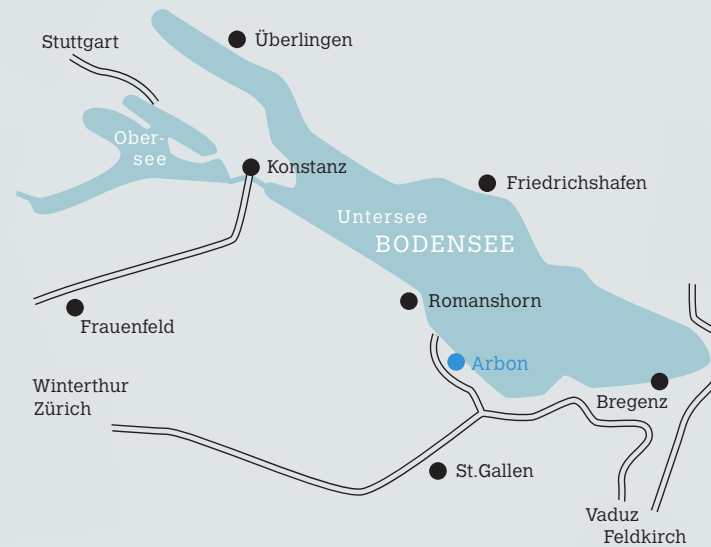 Überlingen
Stuttgart
Ober-
see
Konstanz
Friedrichshafen
Untersee
BODENSEE
Romanshorn
Frauenfeld
Arbon
Winterthur
Zürich
Bregenz
St.Gallen
Vaduz
Feldkirch